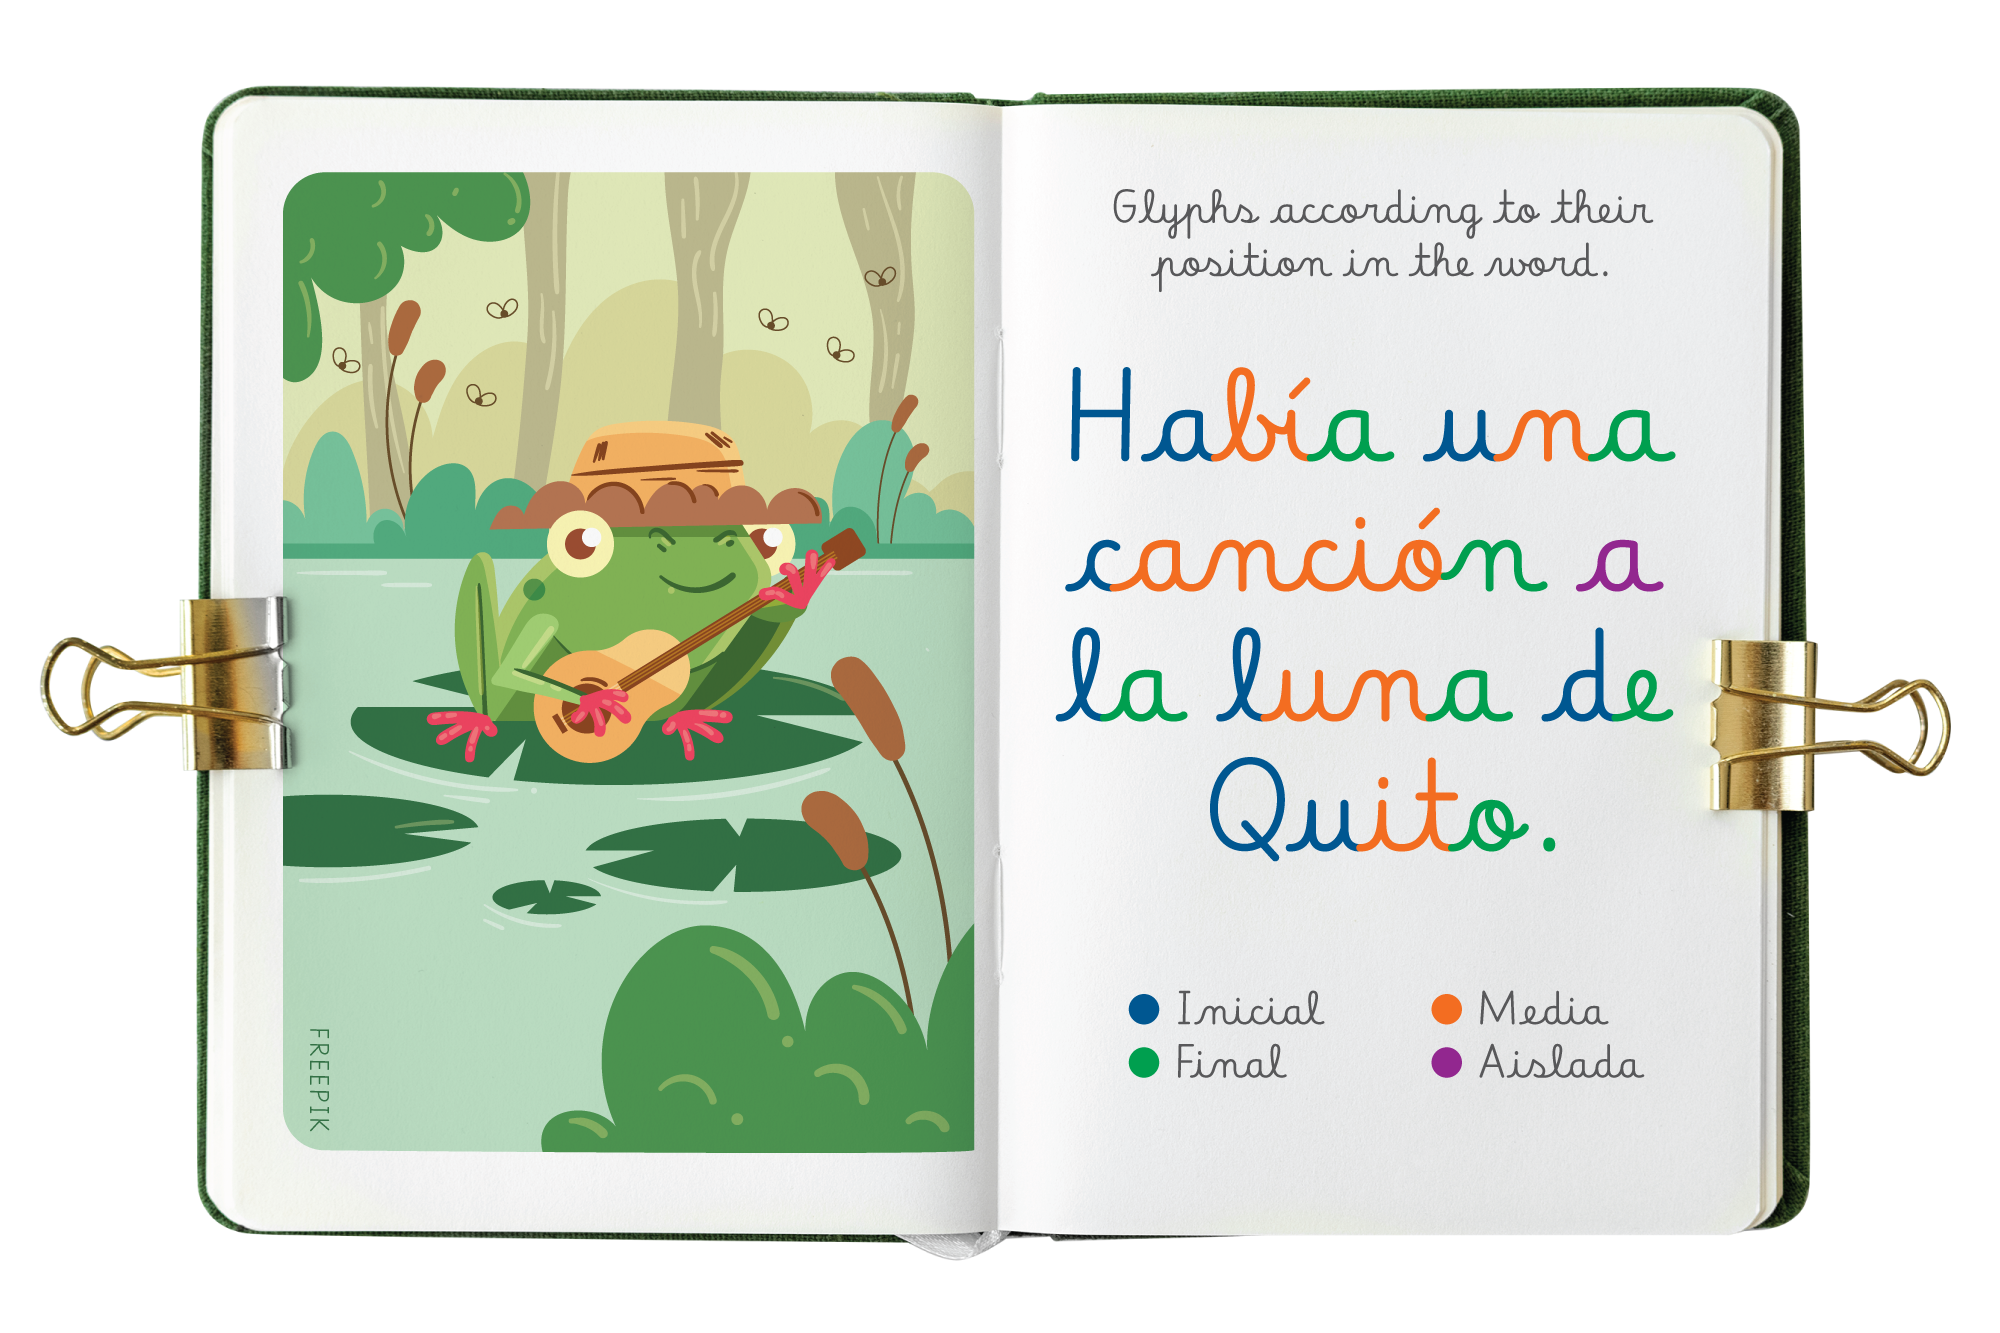 FREEPIK
Glyphs according to their
position in the word.
Había una
canción a
la luna de
Quito.
Inicial
Media
Final
Aislada